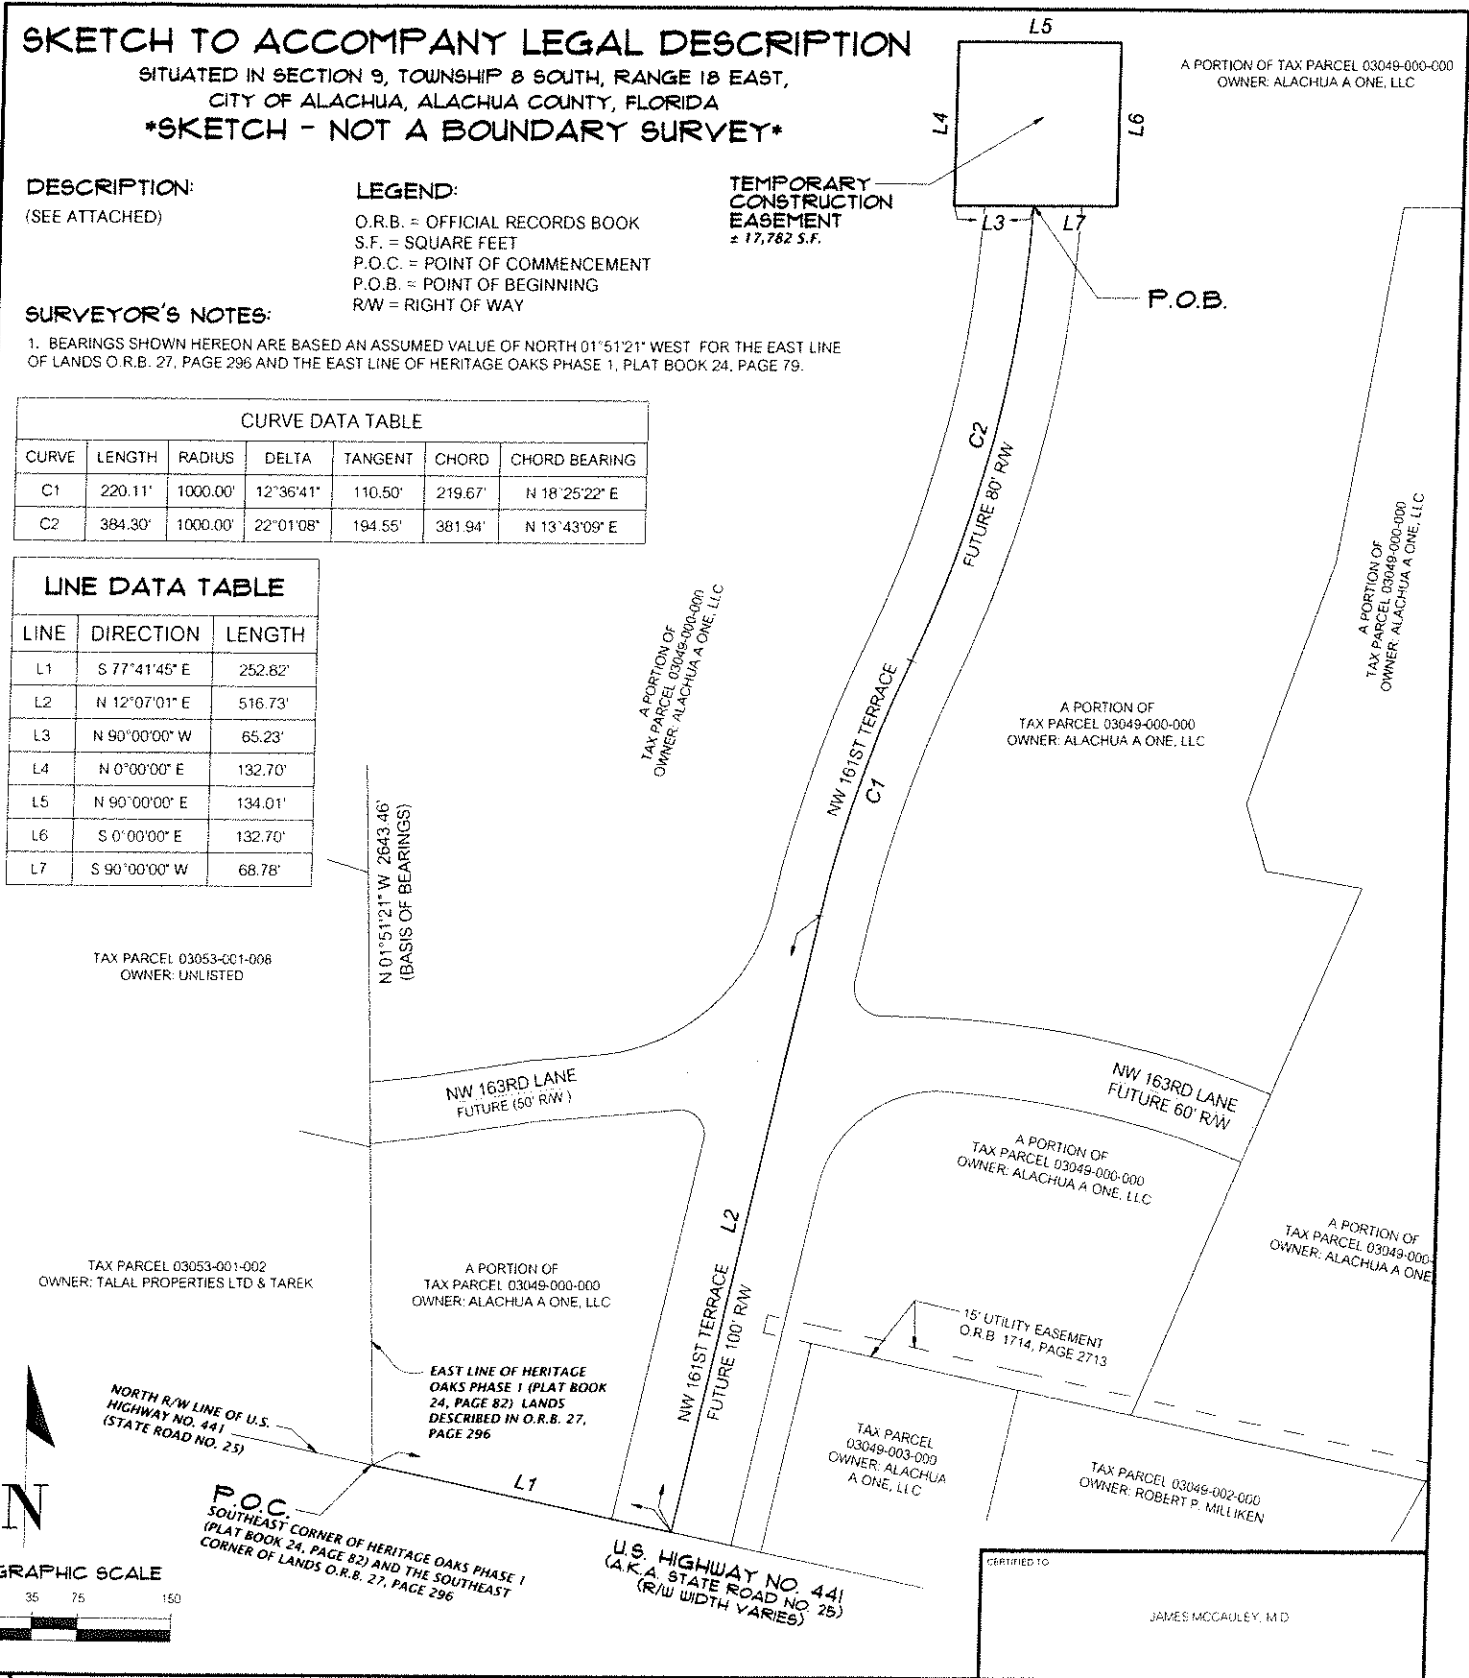 SKETCH TO ACCOMPANY LEGAL DESCRIPTION
SITUATED IN SECTION 9, TOWNSHIP 8 SOUTH, RANGE 18 EAST,
CITY OF ALACHUA, ALACHUA COUNTY, FLORIDA
*SKETCH - NOT A BOUNDARY SURVEY*
L5
A PORTION OF TAX PARCEL 03049-000-000
OWNER: ALACHUA A ONE, LLC
L4
L6
DESCRIPTION:
(SEE ATTACHED)
LEGEND:
O.R.B. = OFFICIAL RECORDS BOOK
S.F. = SQUARE FEET
P.O.C. = POINT OF COMMENCEMENT
P.O.B. = POINT OF BEGINNING
R/W = RIGHT OF WAY
TEMPORARY
CONSTRUCTION
EASEMENT
± 17,782 S.F.
L3
L7
P.O.B.
SURVEYOR'S NOTES:
1. BEARINGS SHOWN HEREON ARE BASED AN ASSUMED VALUE OF NORTH 01°51'21" WEST FOR THE EAST LINE
OF LANDS O.R.B. 27, PAGE 296 AND THE EAST LINE OF HERITAGE OAKS PHASE 1, PLAT BOOK 24, PAGE 79.
CURVE DATA TABLE
CURVE LENGTH RADIUS DELTA TANGENT CHORD CHORD BEARING
C1 220.11' 1000.00' 12°36'41" 110.50' 219.67' N 18°25'22" E
C2 384.30' 1000.00' 22°01'08" 194.55' 381.94' N 13°43'09" E
LINE DATA TABLE
LINE DIRECTION LENGTH
L1 S 77°41'45" E 252.82'
L2 N 12°07'01" E 516.73'
L3 N 90°00'00" W 65.23'
L4 N 0°00'00" E 132.70'
L5 N 90°00'00" E 134.01'
L6 S 0°00'00" E 132.70'
L7 S 90°00'00" W 68.78'
C2
FUTURE 80' R/W
A PORTION OF
TAX PARCEL 03049-000-000
OWNER: ALACHUA A ONE, LLC
A PORTION OF
TAX PARCEL 03049-000-000
OWNER: ALACHUA A ONE, LLC
NW 161ST TERRACE
C1
A PORTION OF
TAX PARCEL 03049-000-000
OWNER: ALACHUA A ONE, LLC
N 01°51'21" W 2643.46'
(BASIS OF BEARINGS)
TAX PARCEL 03053-001-008
OWNER: UNLISTED
NW 163RD LANE
FUTURE (50' R/W )
NW 163RD LANE
FUTURE 60' R/W
A PORTION OF
TAX PARCEL 03049-000-000
OWNER: ALACHUA A ONE, LLC
A PORTION OF
TAX PARCEL 03049-000-
OWNER: ALACHUA A ONE
L2
NW 161ST TERRACE
FUTURE 100' R/W
TAX PARCEL 03053-001-002
OWNER: TALAL PROPERTIES LTD & TAREK
A PORTION OF
TAX PARCEL 03049-000-000
OWNER: ALACHUA A ONE, LLC
15' UTILITY EASEMENT
O.R.B 1714, PAGE 2713
EAST LINE OF HERITAGE
OAKS PHASE 1 (PLAT BOOK
24, PAGE 82) LANDS
DESCRIBED IN O.R.B. 27,
PAGE 296
NORTH R/W LINE OF U.S.
HIGHWAY NO. 441
(STATE ROAD NO. 25)
TAX PARCEL
03049-003-000
OWNER: ALACHUA
A ONE, LLC
TAX PARCEL 03049-002-000
OWNER: ROBERT P. MILLIKEN
L1
P.O.C.
SOUTHEAST CORNER OF HERITAGE OAKS PHASE 1
(PLAT BOOK 24, PAGE 82) AND THE SOUTHEAST
CORNER OF LANDS O.R.B. 27, PAGE 296
U.S. HIGHWAY NO. 441
(A.K.A. STATE ROAD NO. 25)
(R/W WIDTH VARIES)
N
GRAPHIC SCALE
35 75 150
CERTIFIED TO
JAMES MCCAULEY, M.D